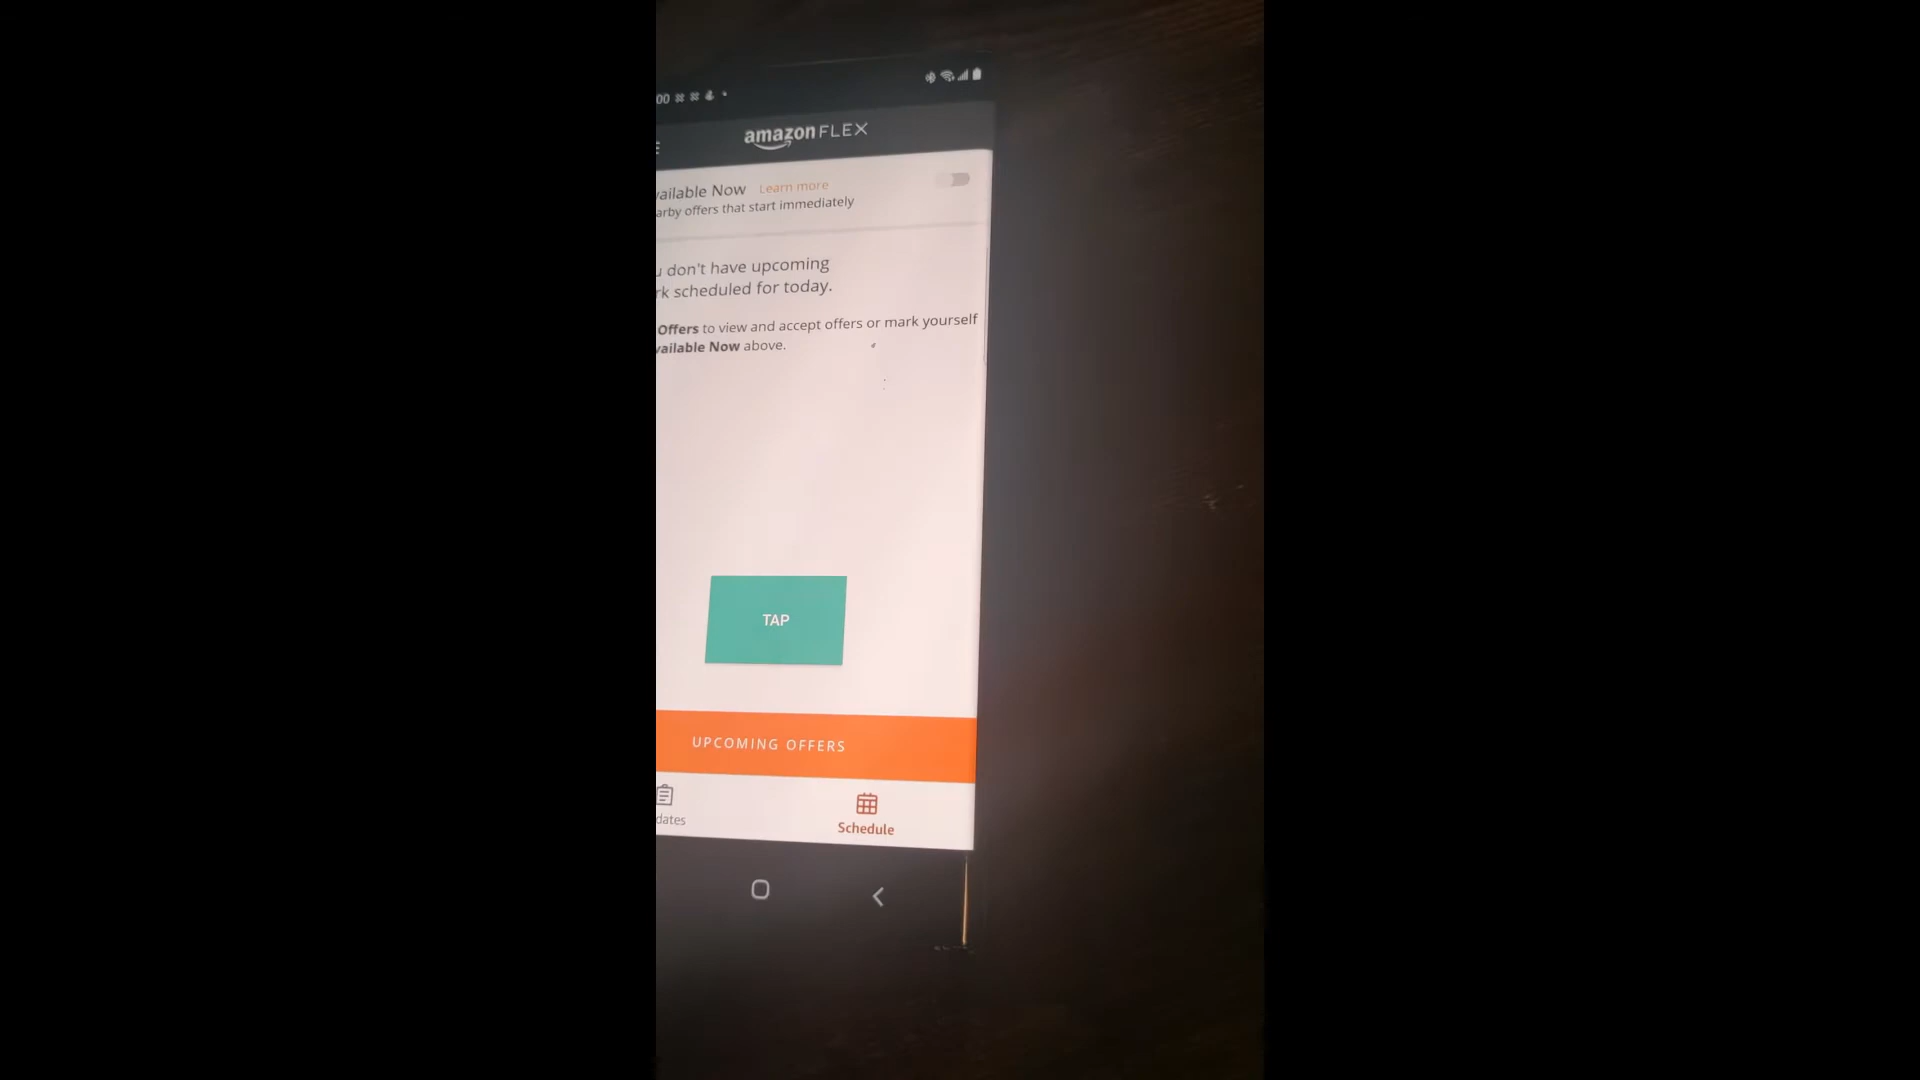 00
amazon FLEX
vailable Now Learn more
arby offers that start immediately
u don't have upcoming
rk scheduled for today.
Offers to view and accept offers or mark yourself
vailable Now above.
TAP
UPCOMING OFFERS
dates
Schedule